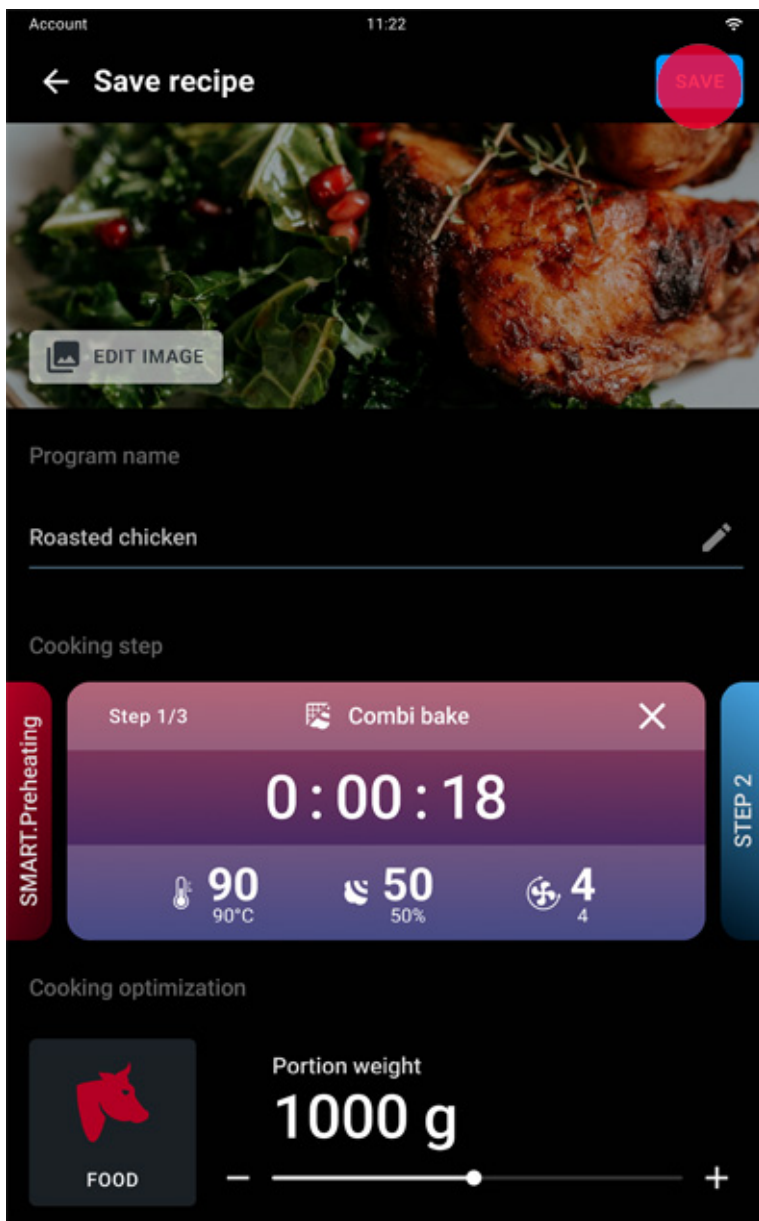 Account 11:22
Save recipe SAVE
EDIT IMAGE
Program name
Roasted chicken
Cooking step
SMART.Preheating
Step 1/3 Combi bake
0:00:18
90 50 4
90°C 50% 4
STEP 2
Cooking optimization
FOOD
Portion weight
1000 g